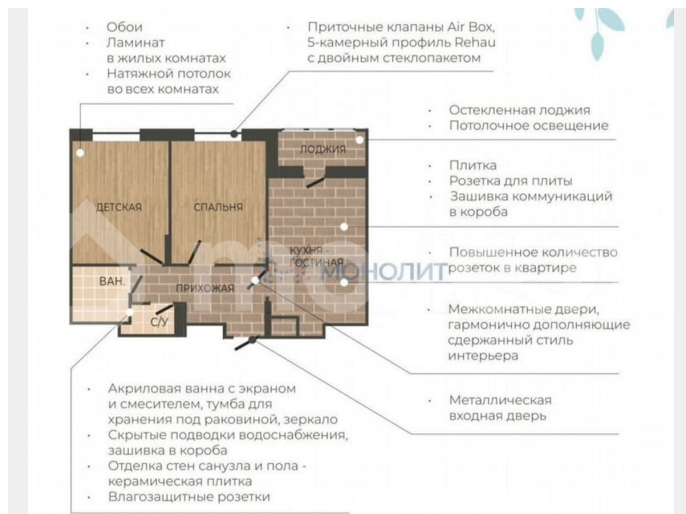 · Обои
· Ламинат
в жилых комнатах
· Натяжной потолок
во всех комнатах
· Приточные клапаны Air Box,
5-камерный профиль Rehau
с двойным стеклопакетом
· Остекленная лоджия
· Потолочное освещение
· Плитка
· Розетка для плиты
· Зашивка коммуникаций
в короба
· Повышенное количество
розеток в квартире
· Межкомнатные двери,
гармонично дополняющие
сдержанный стиль
интерьера
· Металлическая
входная дверь
ЛОДЖИЯ
ДЕТСКАЯ
СПАЛЬНЯ
КУХНЯ -
ГОСТИНАЯ
МОНОЛИТ
ВАН.
ПРИХОЖАЯ
С/У
· Акриловая ванна с экраном
и смесителем, тумба для
хранения под раковиной, зеркало
· Скрытые подводки водоснабжения,
зашивка в короба
· Отделка стен санузла и пола -
керамическая плитка
· Влагозащитные розетки